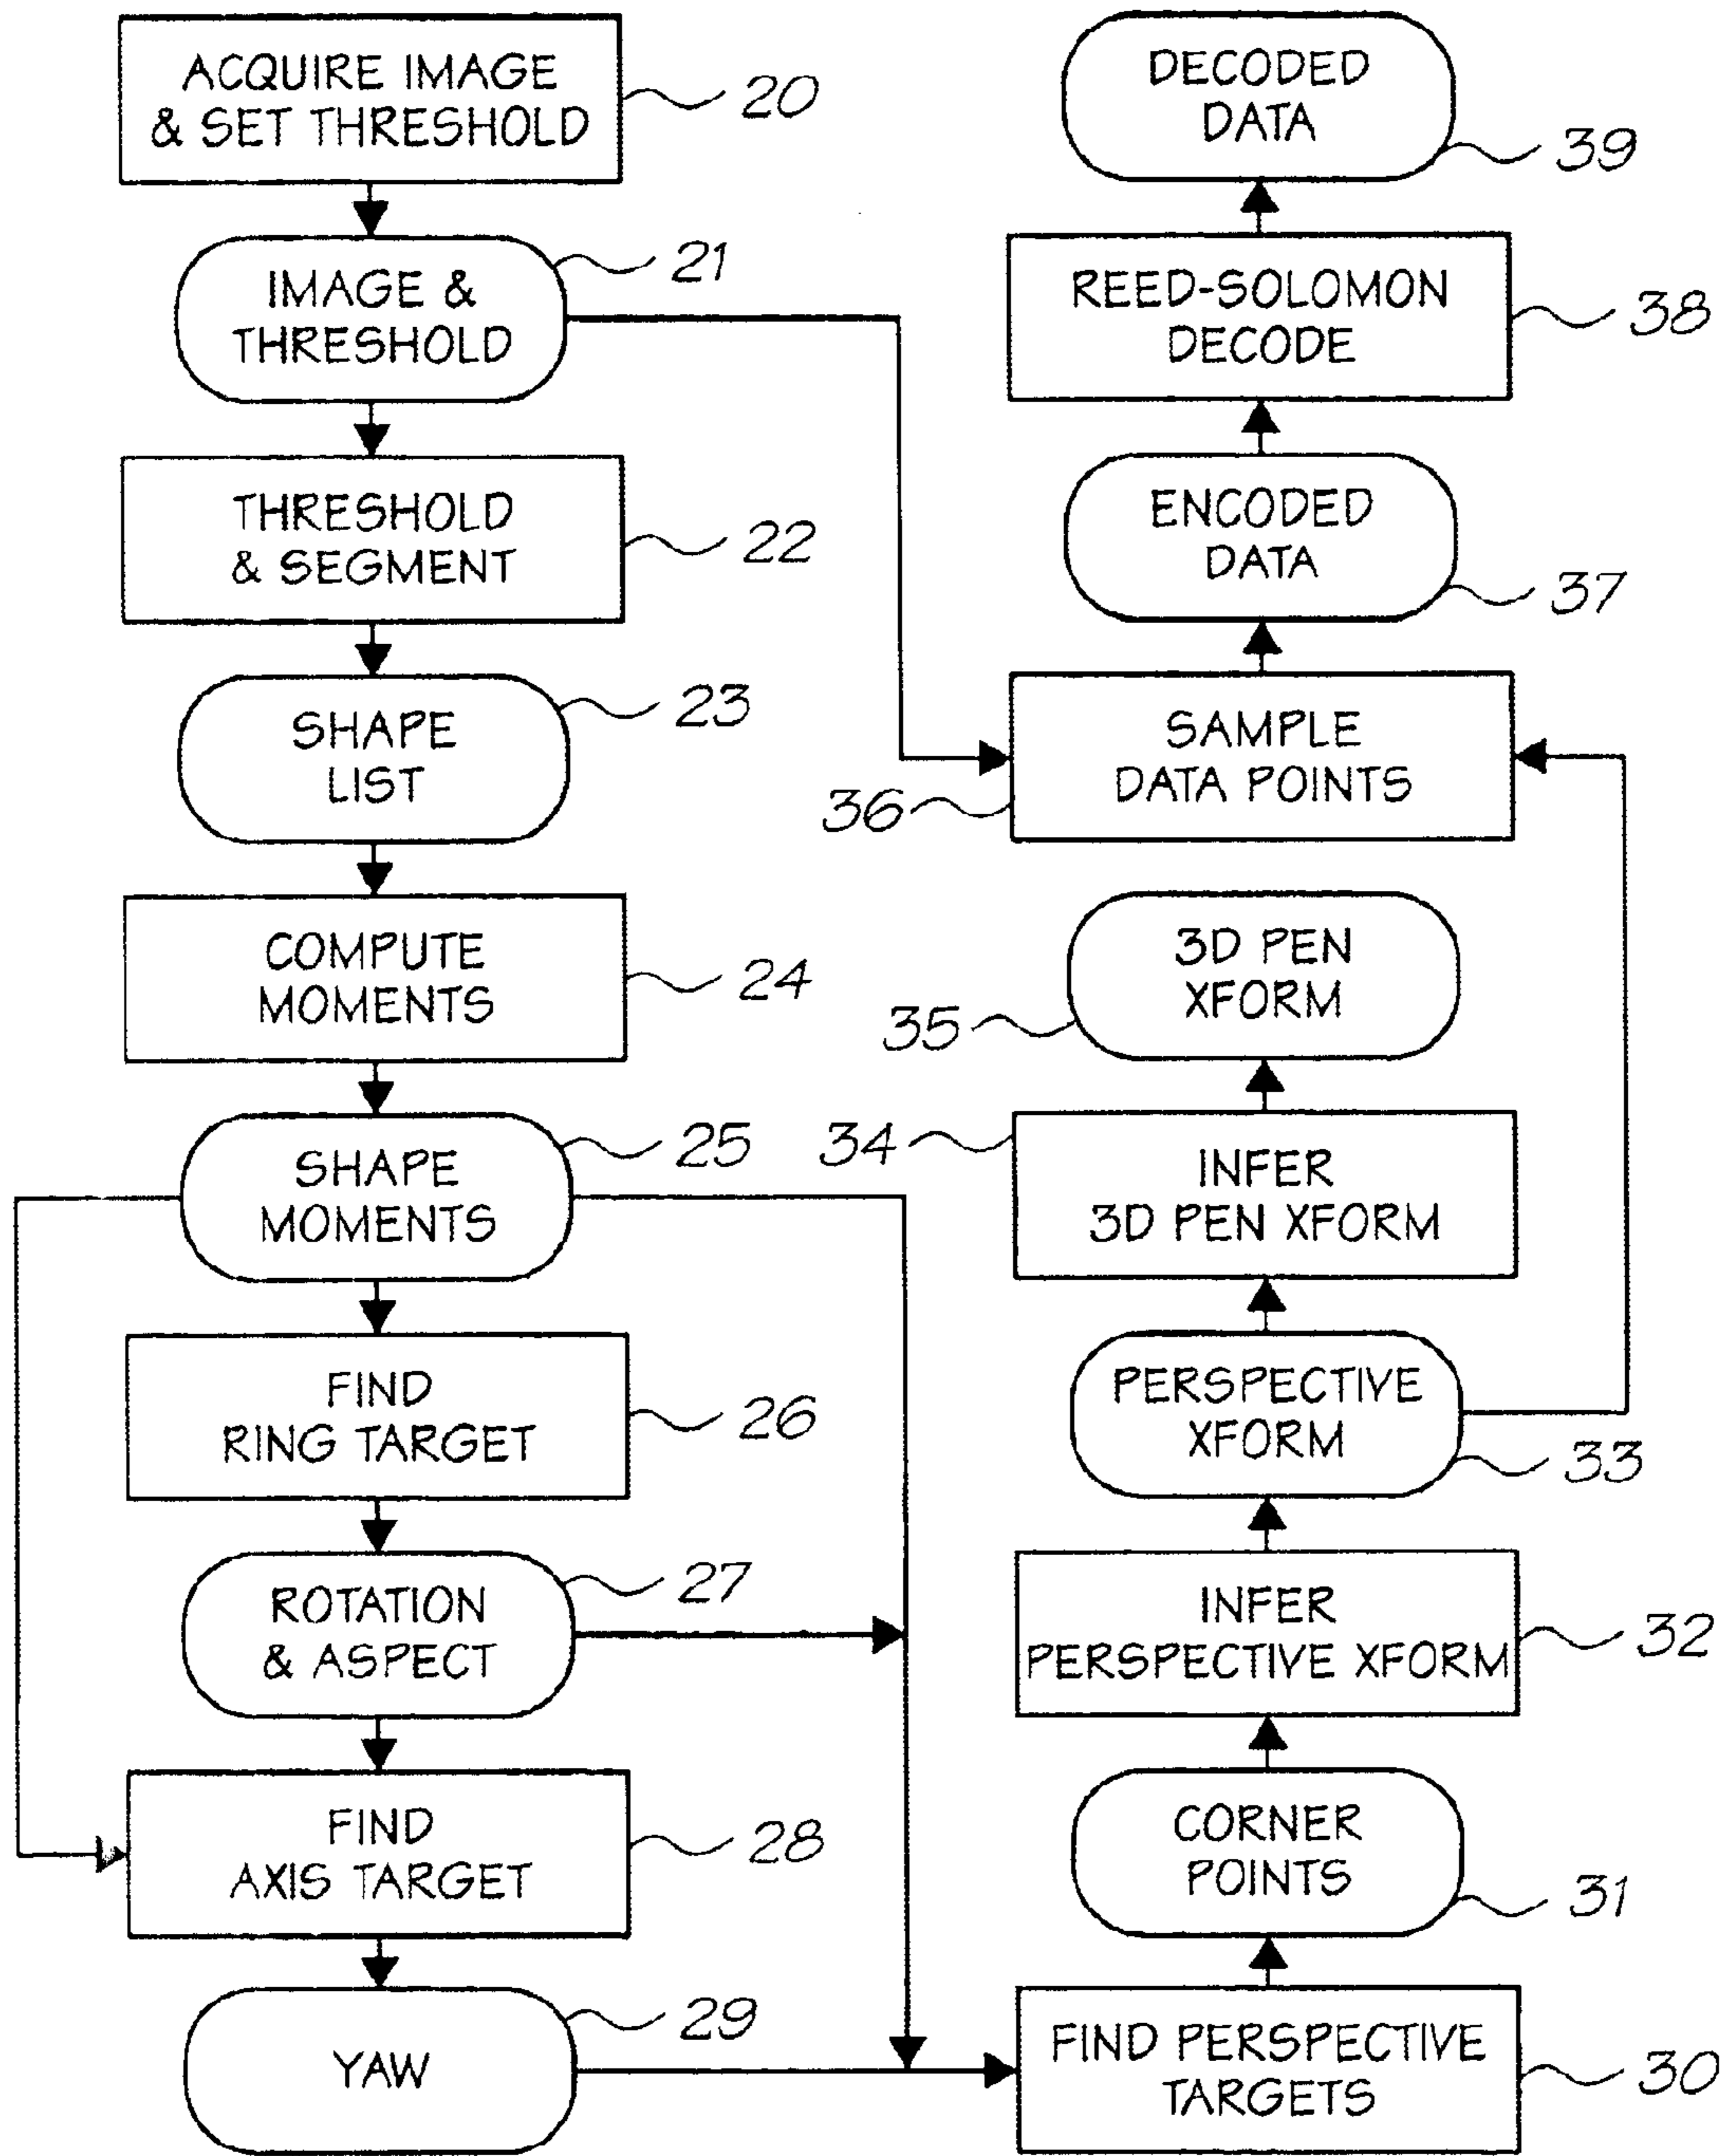 ACQUIRE IMAGE
& SET THRESHOLD
20
IMAGE &
THRESHOLD
21
THRESHOLD
& SEGMENT
22
SHAPE
LIST
23
COMPUTE
MOMENTS
24
SHAPE
MOMENTS
25
FIND
RING TARGET
26
ROTATION
& ASPECT
27
FIND
AXIS TARGET
28
YAW
29
DECODED
DATA
39
REED-SOLOMON
DECODE
38
ENCODED
DATA
37
SAMPLE
DATA POINTS
36
3D PEN
XFORM
35
INFER
3D PEN XFORM
34
PERSPECTIVE
XFORM
33
INFER
PERSPECTIVE XFORM
32
CORNER
POINTS
31
FIND PERSPECTIVE
TARGETS
30